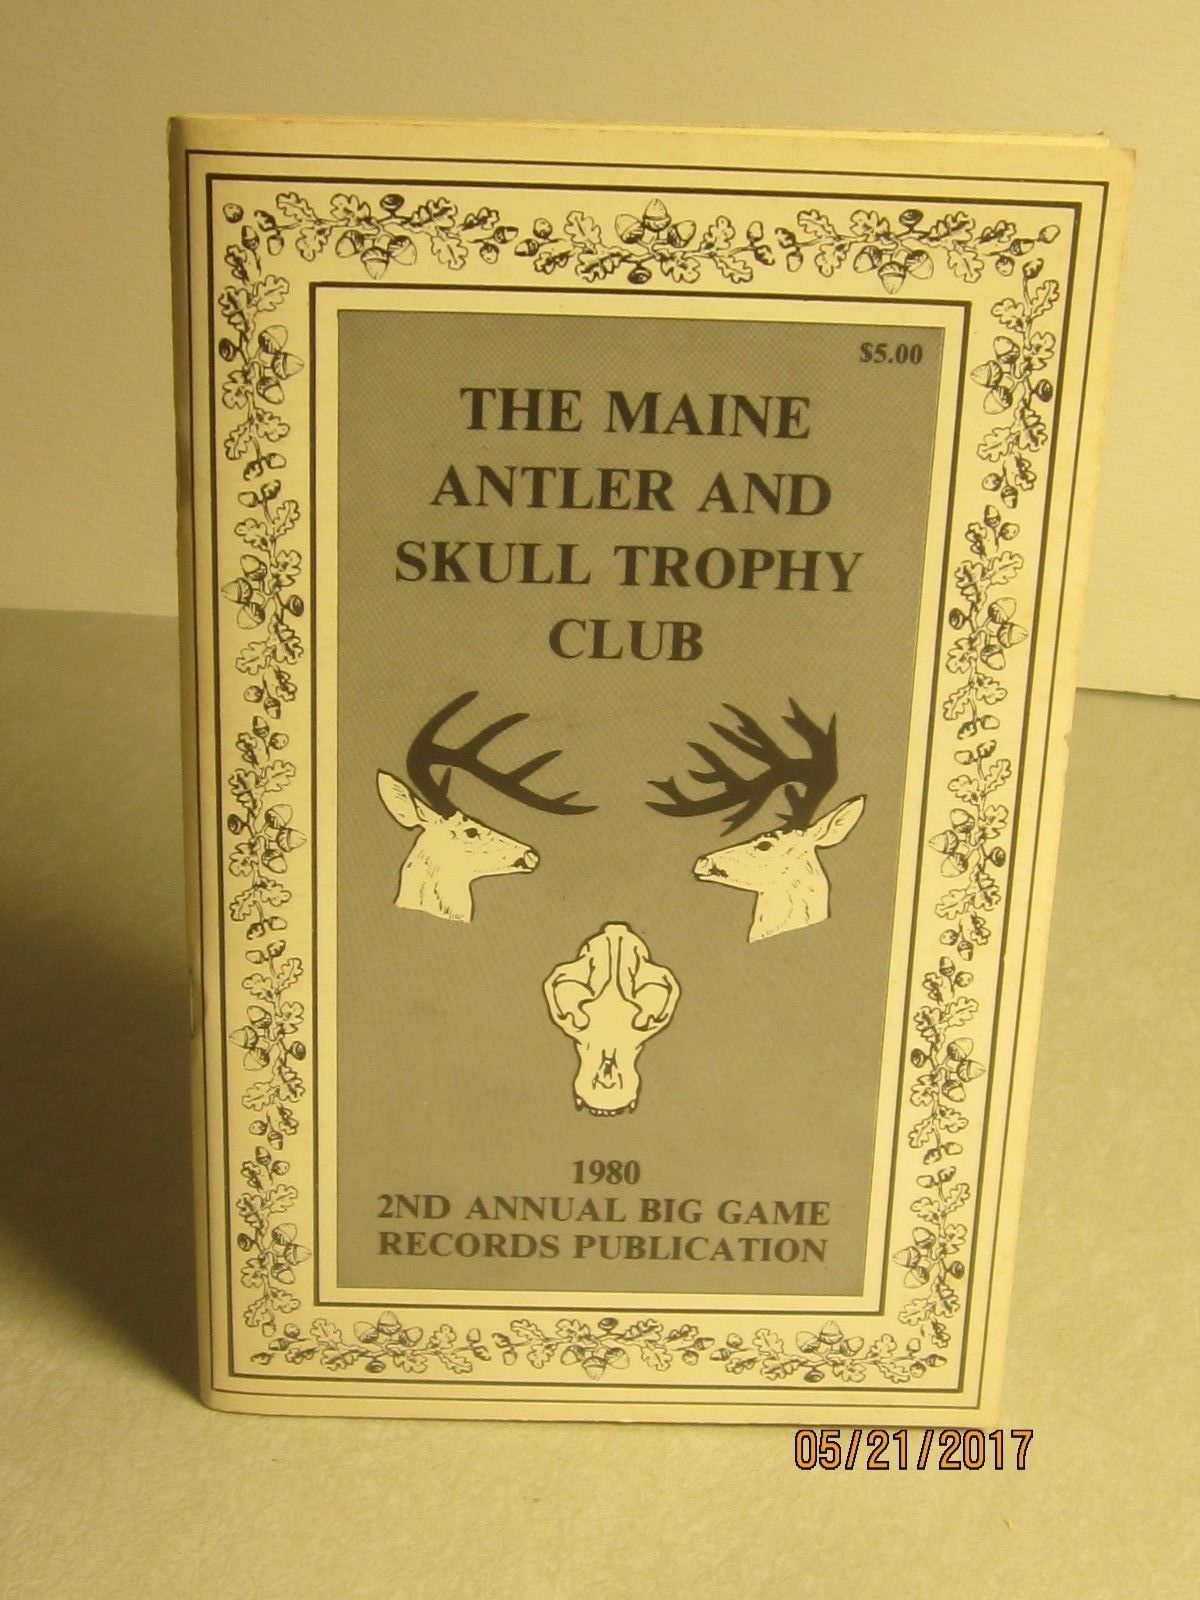 $5.00
THE MAINE
ANTLER AND
SKULL TROPHY
CLUB
1980
2ND ANNUAL BIG GAME
RECORDS PUBLICATION
05/21/2017